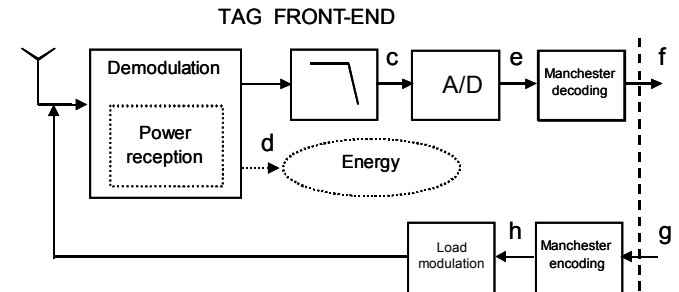 TAG FRONT-END
Demodulation
Power
reception
d
Energy
c
A/D
e
Manchester
decoding
f
Load
modulation
h
Manchester
encoding
g